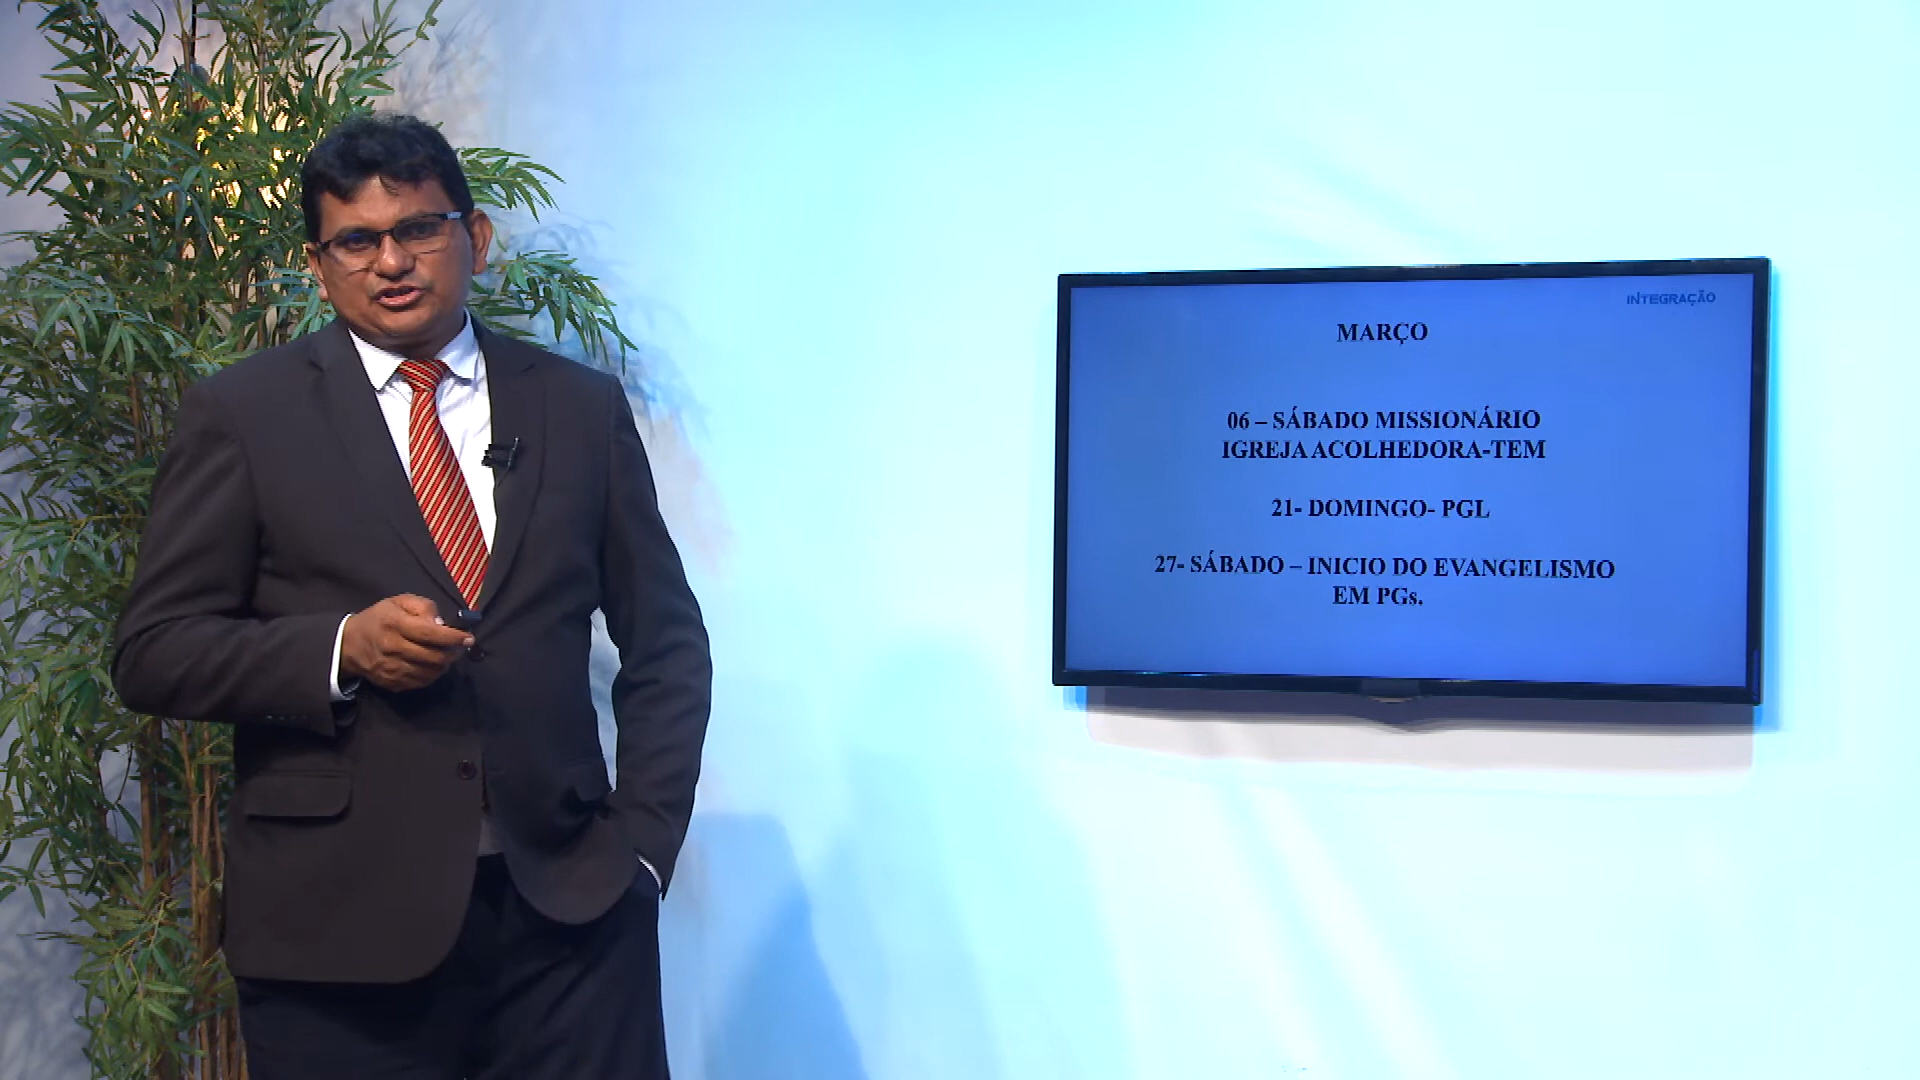 INTEGRAÇÃO
MARÇO
06 – SÁBADO MISSIONÁRIO
IGREJA ACOLHEDORA-TEM
21- DOMINGO- PGL
27- SÁBADO – INICIO DO EVANGELISMO
EM PGs.